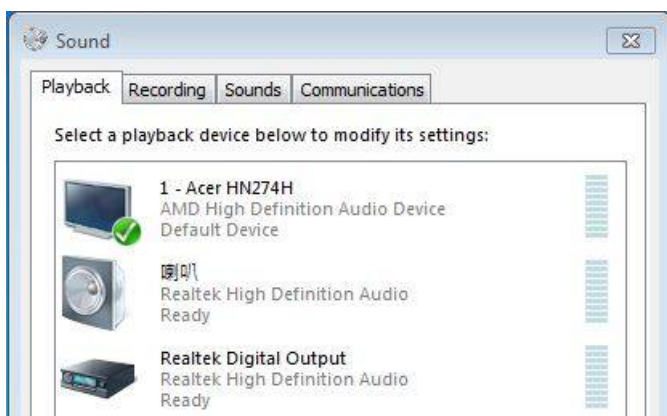 Sound
Playback Recording Sounds Communications
Select a playback device below to modify its settings:
1 - Acer HN274H
AMD High Definition Audio Device
Default Device
喇叭
Realtek High Definition Audio
Ready
Realtek Digital Output
Realtek High Definition Audio
Ready